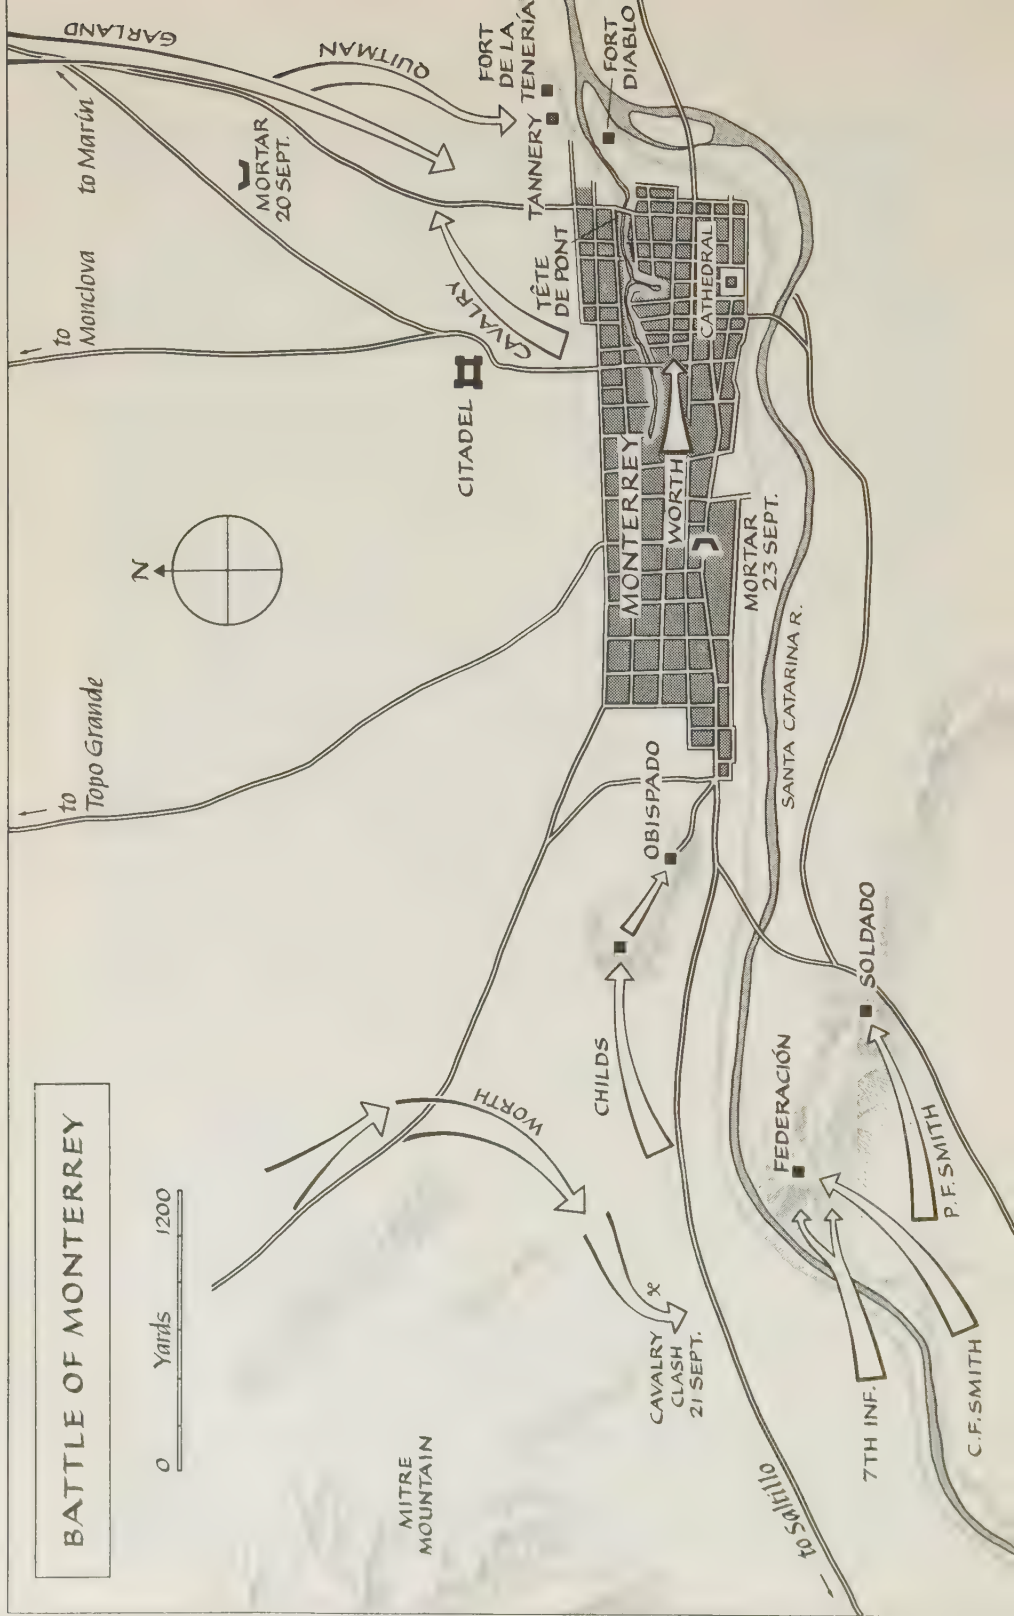 BATTLE OF MONTERREY
0 Yards 1200
MITRE
MOUNTAIN
to
Topo Grande
N
to
Monclova
to Marín
GARLAND
QUITMAN
MORTAR
20 SEPT.
CITADEL
CAVALRY
FORT
DE LA
TENERÍA
TANNERY
FORT
DIABLO
TÊTE
DE PONT
CATHEDRAL
MONTERREY
WORTH
MORTAR
23 SEPT.
SANTA CATARINA R.
OBISPADO
WORTH
CHILDS
CAVALRY
CLASH
21 SEPT.
x
FEDERACIÓN
SOLDADO
P.F. SMITH
7TH INF.
C.F. SMITH
to Saltillo